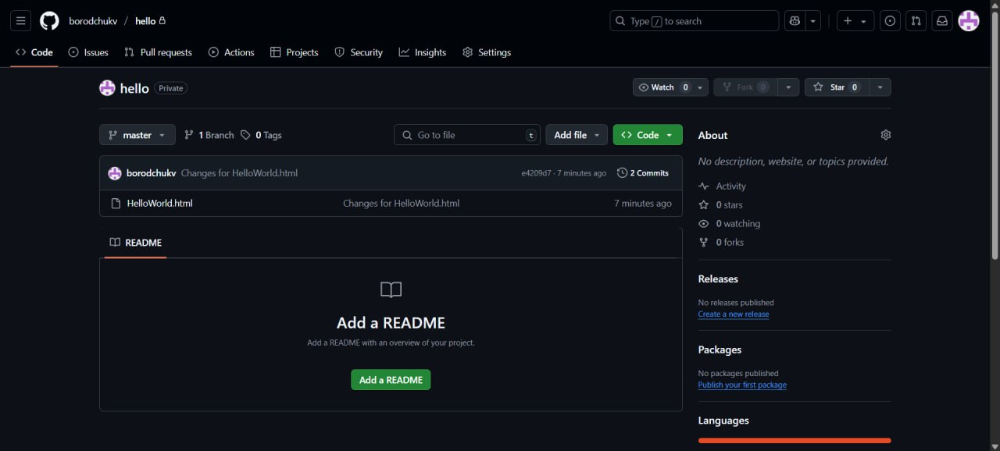 borodchukv / hello
Type / to search
Code Issues Pull requests Actions Projects Security Insights Settings
hello Private
Watch 0 Fork 0 Star 0
master 1 Branch 0 Tags Go to file t Add file Code
borodchukv Changes for HelloWorld.html e4209d7 · 7 minutes ago 2 Commits
HelloWorld.html Changes for HelloWorld.html 7 minutes ago
README
Add a README
Add a README with an overview of your project.
Add a README
About
No description, website, or topics provided.
Activity
0 stars
0 watching
0 forks
Releases
No releases published
Create a new release
Packages
No packages published
Publish your first package
Languages